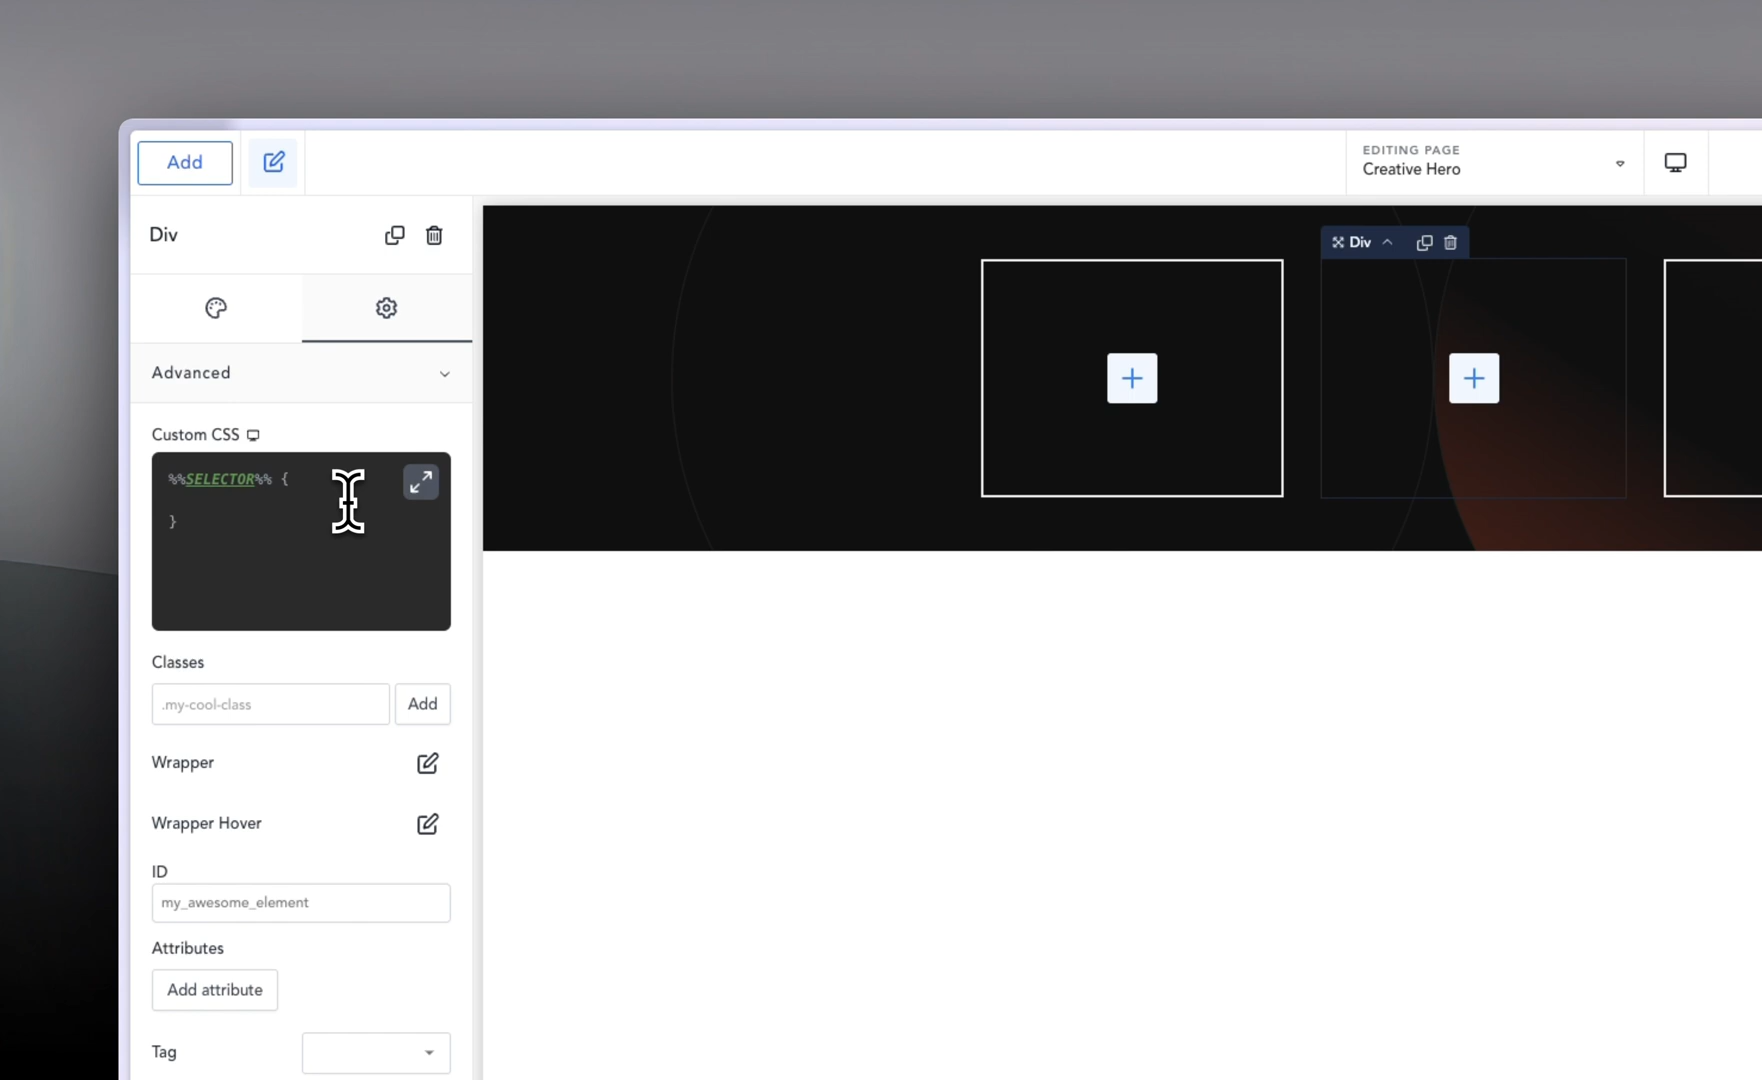 Add
EDITING PAGE
Creative Hero
Div
Div
Advanced
Custom CSS
%%SELECTOR%% {
}
Classes
.my-cool-class
Add
Wrapper
Wrapper Hover
ID
my_awesome_element
Attributes
Add attribute
Tag